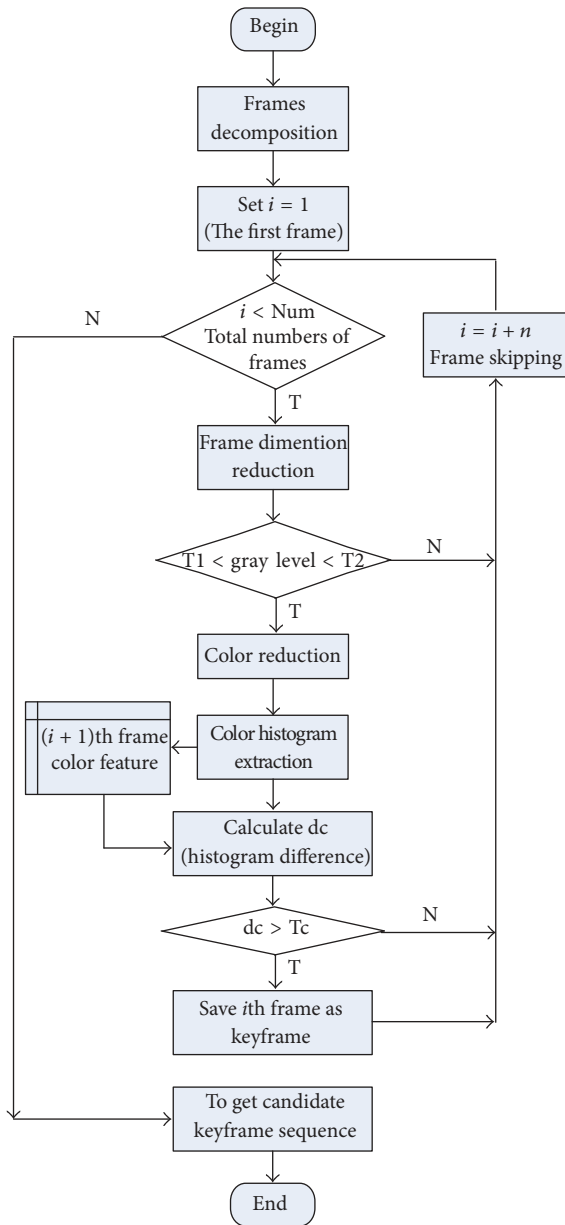 Begin
Frames
decomposition
Set i = 1
(The first frame)
N
i < Num
Total numbers of
frames
i = i + n
Frame skipping
T
Frame dimention
reduction
T1 < gray level < T2
N
T
Color reduction
(i + 1)th frame
color feature
Color histogram
extraction
Calculate dc
(histogram difference)
dc > Tc
N
T
Save ith frame as
keyframe
To get candidate
keyframe sequence
End